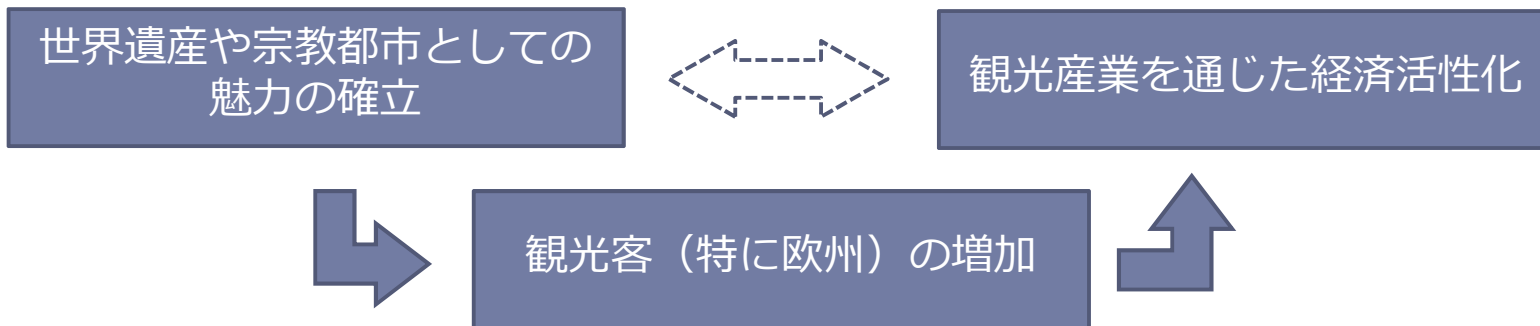 世界遺産や宗教都市としての
魅力の確立
観光産業を通じた経済活性化
観光客（特に欧州）の増加